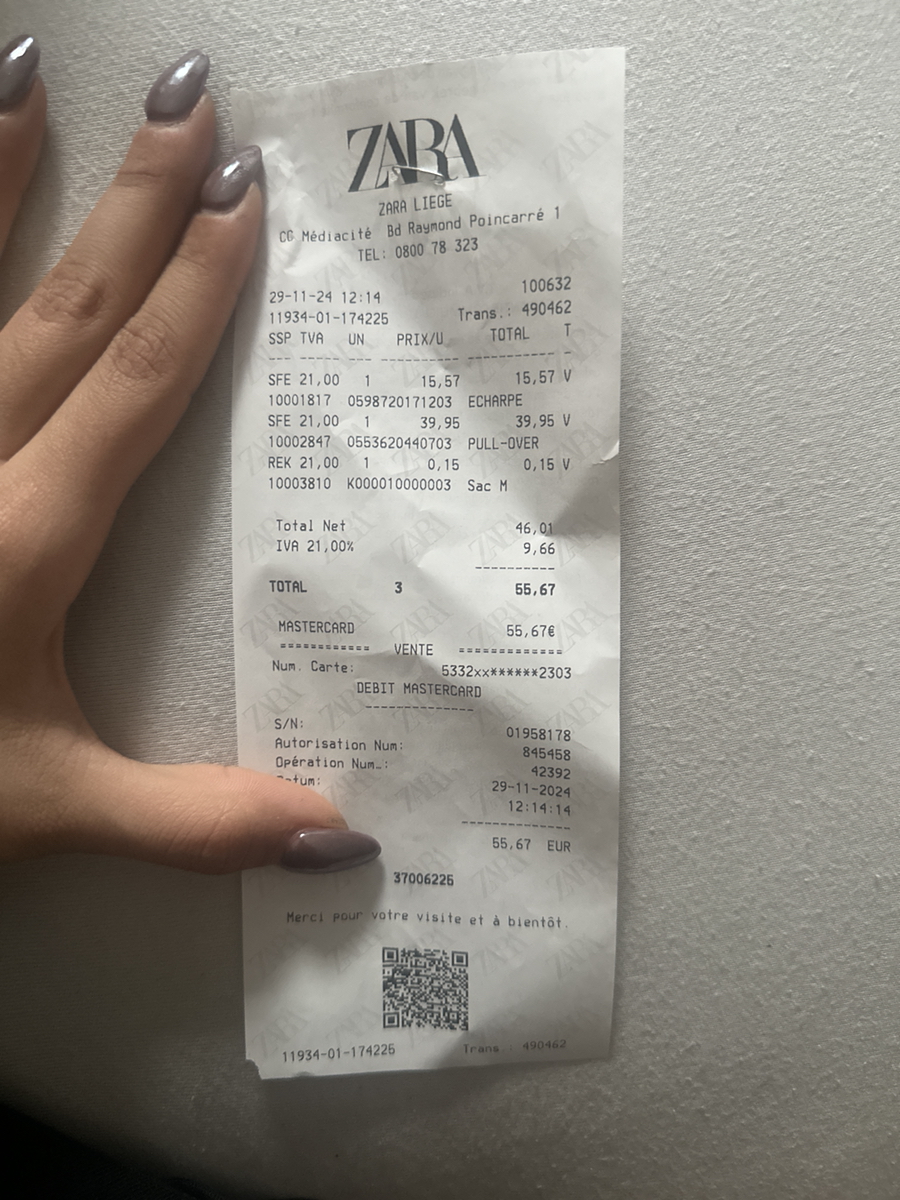 ZARA
ZARA LIEGE
CC Médiacité Bd Raymond Poincarré 1
TEL: 0800 78 323
100632
29-11-24 12:14
11934-01-174225 Trans.: 490462
SSP TVA UN PRIX/U TOTAL T
--- ----- --- ---------- ----------- -
SFE 21,00 1 15,57 15,57 V
10001817 0598720171203 ECHARPE
SFE 21,00 1 39,95 39,95 V
10002847 0553620440703 PULL-OVER
REK 21,00 1 0,15 0,15 V
10003810 K000010000003 Sac M
Total Net 46,01
IVA 21,00% 9,66
----------
TOTAL 3 55,67
MASTERCARD 55,67€
============ VENTE =============
Num. Carte: 5332xx******2303
DEBIT MASTERCARD
--------------
S/N: 01958178
Autorisation Num: 845458
Opération Num.: 42392
29-11-2024
12:14:14
--------------
55,67 EUR
37006225
Merci pour votre visite et à bientôt.
11934-01-174225 Trans.: 490462